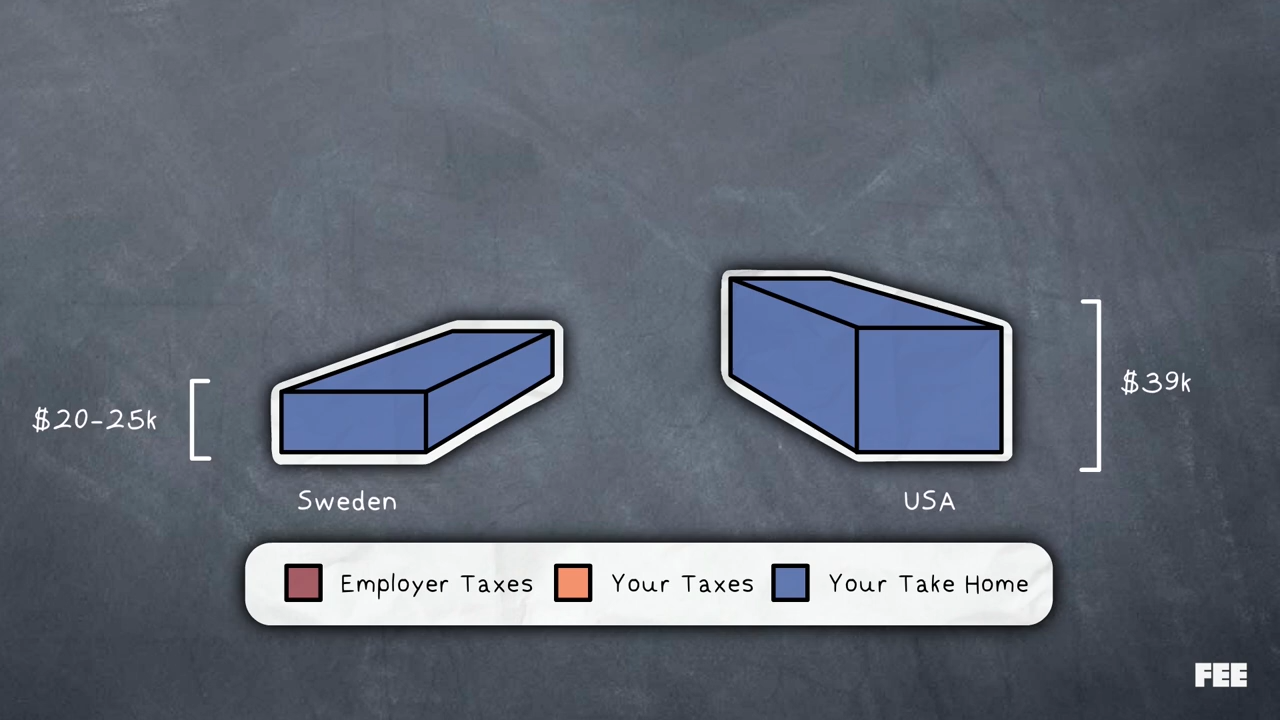 $20-25k
$39k
Sweden
USA
Employer Taxes
Your Taxes
Your Take Home
FEE